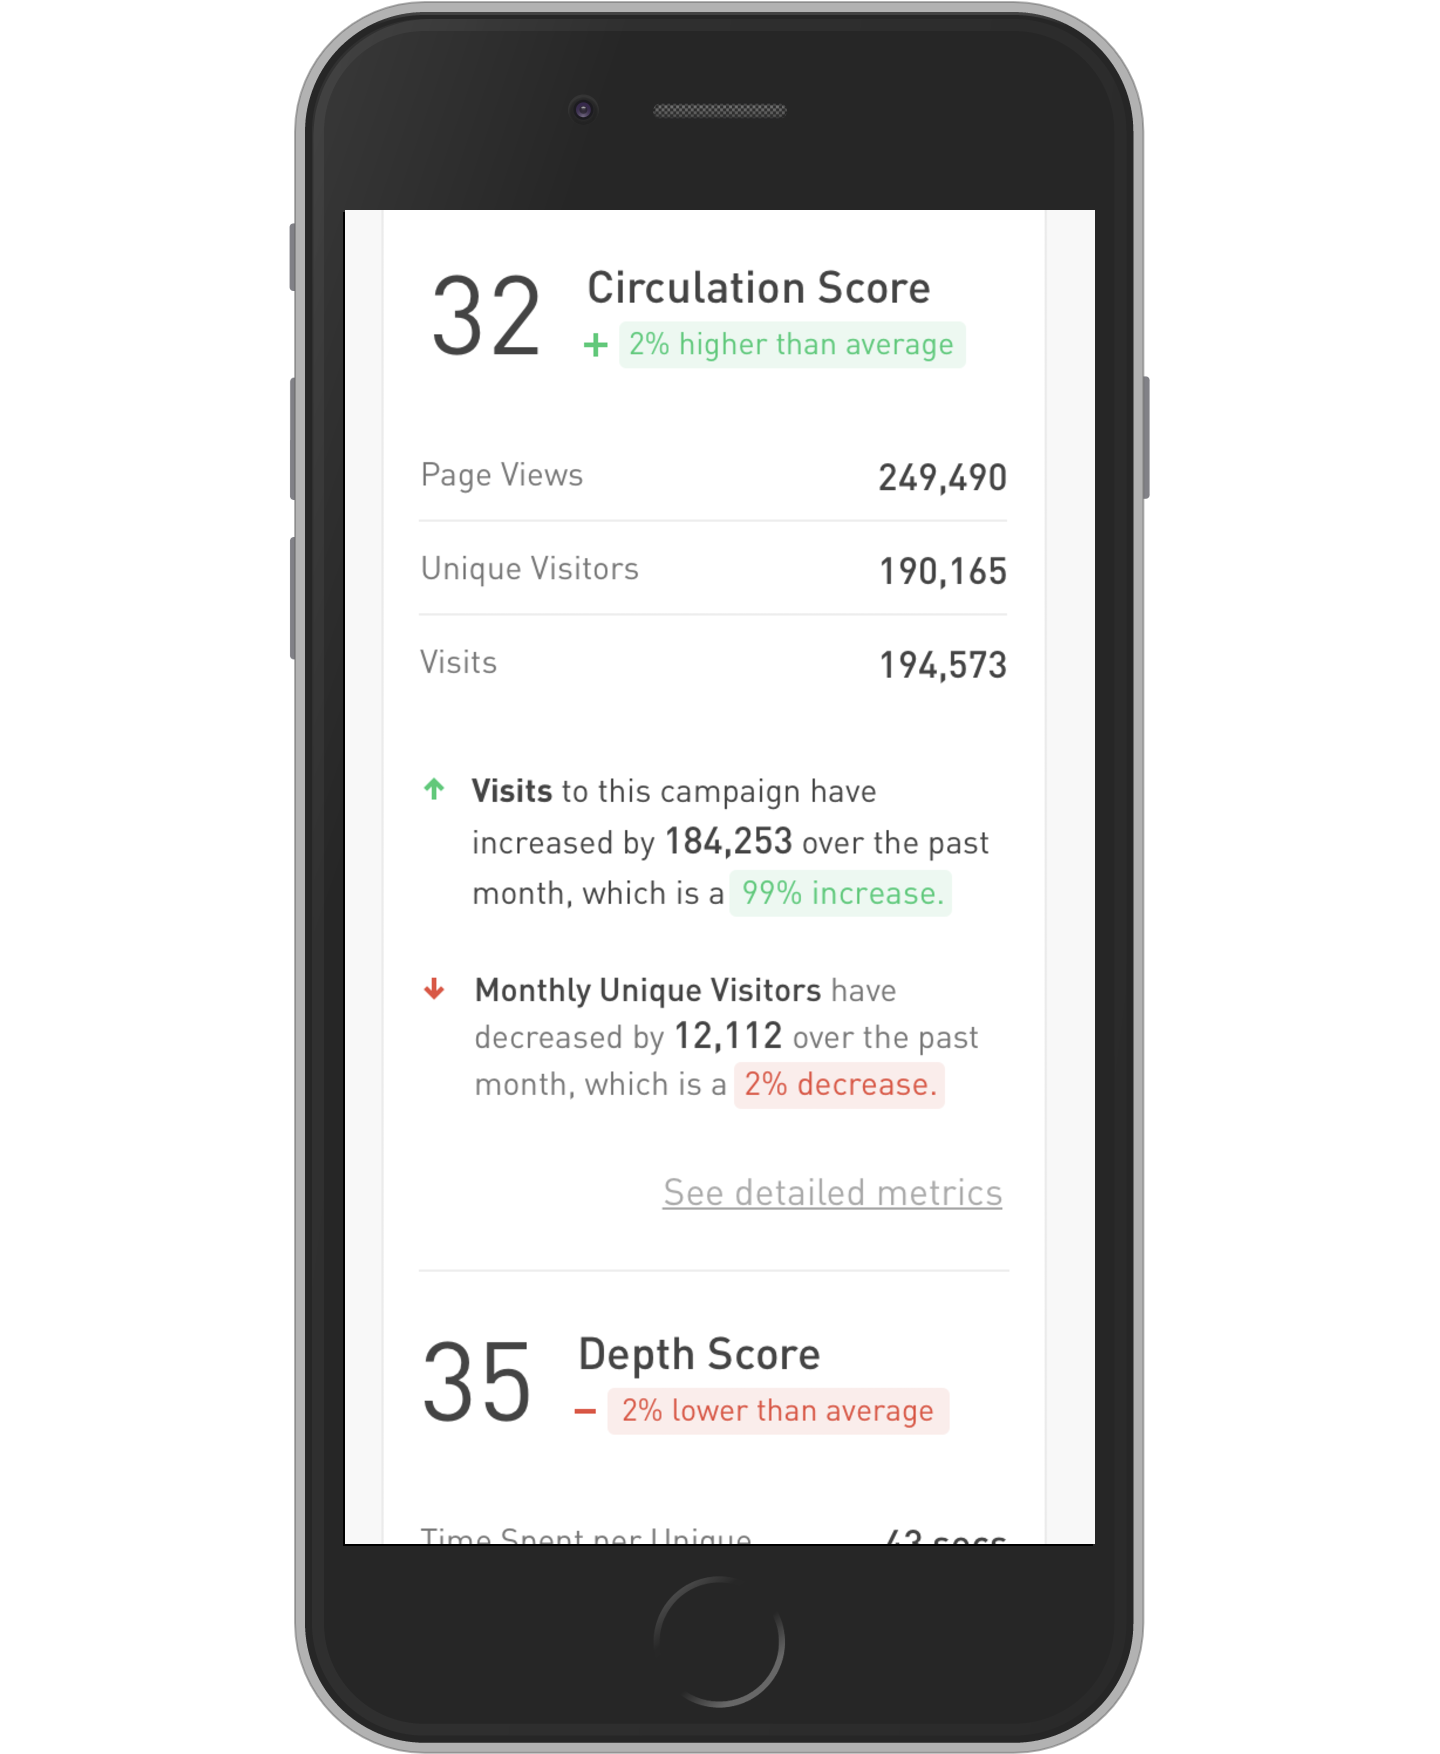 32 Circulation Score
+ 2% higher than average
Page Views 249,490
Unique Visitors 190,165
Visits 194,573
Visits to this campaign have
increased by 184,253 over the past
month, which is a 99% increase.
Monthly Unique Visitors have
decreased by 12,112 over the past
month, which is a 2% decrease.
See detailed metrics
35 Depth Score
– 2% lower than average
Time Spent per Unique 43 secs